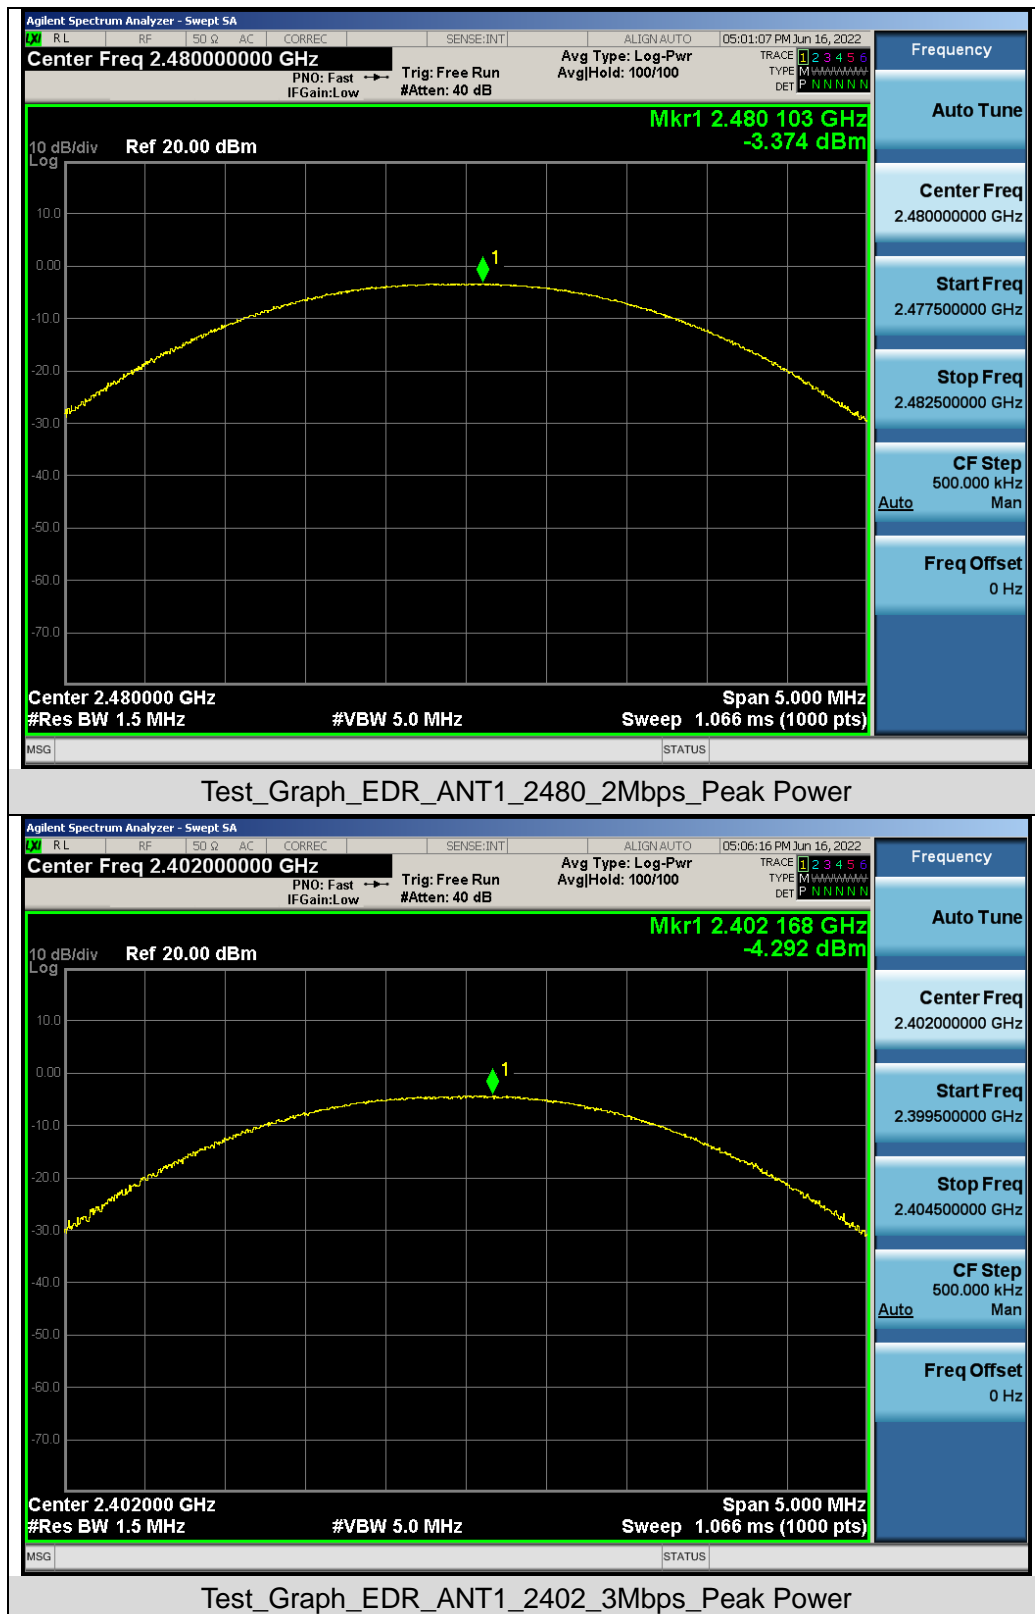 Agilent Spectrum Analyzer - Swept SA
LXI RL RF 50 Ω AC CORREC SENSE:INT ALIGN AUTO 05:01:07 PM Jun 16, 2022
Center Freq 2.480000000 GHz
PNO: Fast
IFGain:Low
Trig: Free Run
#Atten: 40 dB
Avg Type: Log-Pwr
Avg|Hold: 100/100
TRACE 1 2 3 4 5 6
TYPE M WWWWW
DET P N N N N N
Mkr1 2.480 103 GHz
-3.374 dBm
10 dB/div Ref 20.00 dBm
Log
10.0
0.00
1
-10.0
-20.0
-30.0
-40.0
-50.0
-60.0
-70.0
Center 2.480000 GHz Span 5.000 MHz
#Res BW 1.5 MHz #VBW 5.0 MHz Sweep 1.066 ms (1000 pts)
MSG STATUS
Frequency
Auto Tune
Center Freq
2.480000000 GHz
Start Freq
2.477500000 GHz
Stop Freq
2.482500000 GHz
CF Step
500.000 kHz
Auto Man
Freq Offset
0 Hz
Test_Graph_EDR_ANT1_2480_2Mbps_Peak Power
Agilent Spectrum Analyzer - Swept SA
LXI RL RF 50 Ω AC CORREC SENSE:INT ALIGN AUTO 05:06:16 PM Jun 16, 2022
Center Freq 2.402000000 GHz
PNO: Fast
IFGain:Low
Trig: Free Run
#Atten: 40 dB
Avg Type: Log-Pwr
Avg|Hold: 100/100
TRACE 1 2 3 4 5 6
TYPE M WWWWW
DET P N N N N N
Mkr1 2.402 168 GHz
-4.292 dBm
10 dB/div Ref 20.00 dBm
Log
10.0
0.00
1
-10.0
-20.0
-30.0
-40.0
-50.0
-60.0
-70.0
Center 2.402000 GHz Span 5.000 MHz
#Res BW 1.5 MHz #VBW 5.0 MHz Sweep 1.066 ms (1000 pts)
MSG STATUS
Frequency
Auto Tune
Center Freq
2.402000000 GHz
Start Freq
2.399500000 GHz
Stop Freq
2.404500000 GHz
CF Step
500.000 kHz
Auto Man
Freq Offset
0 Hz
Test_Graph_EDR_ANT1_2402_3Mbps_Peak Power